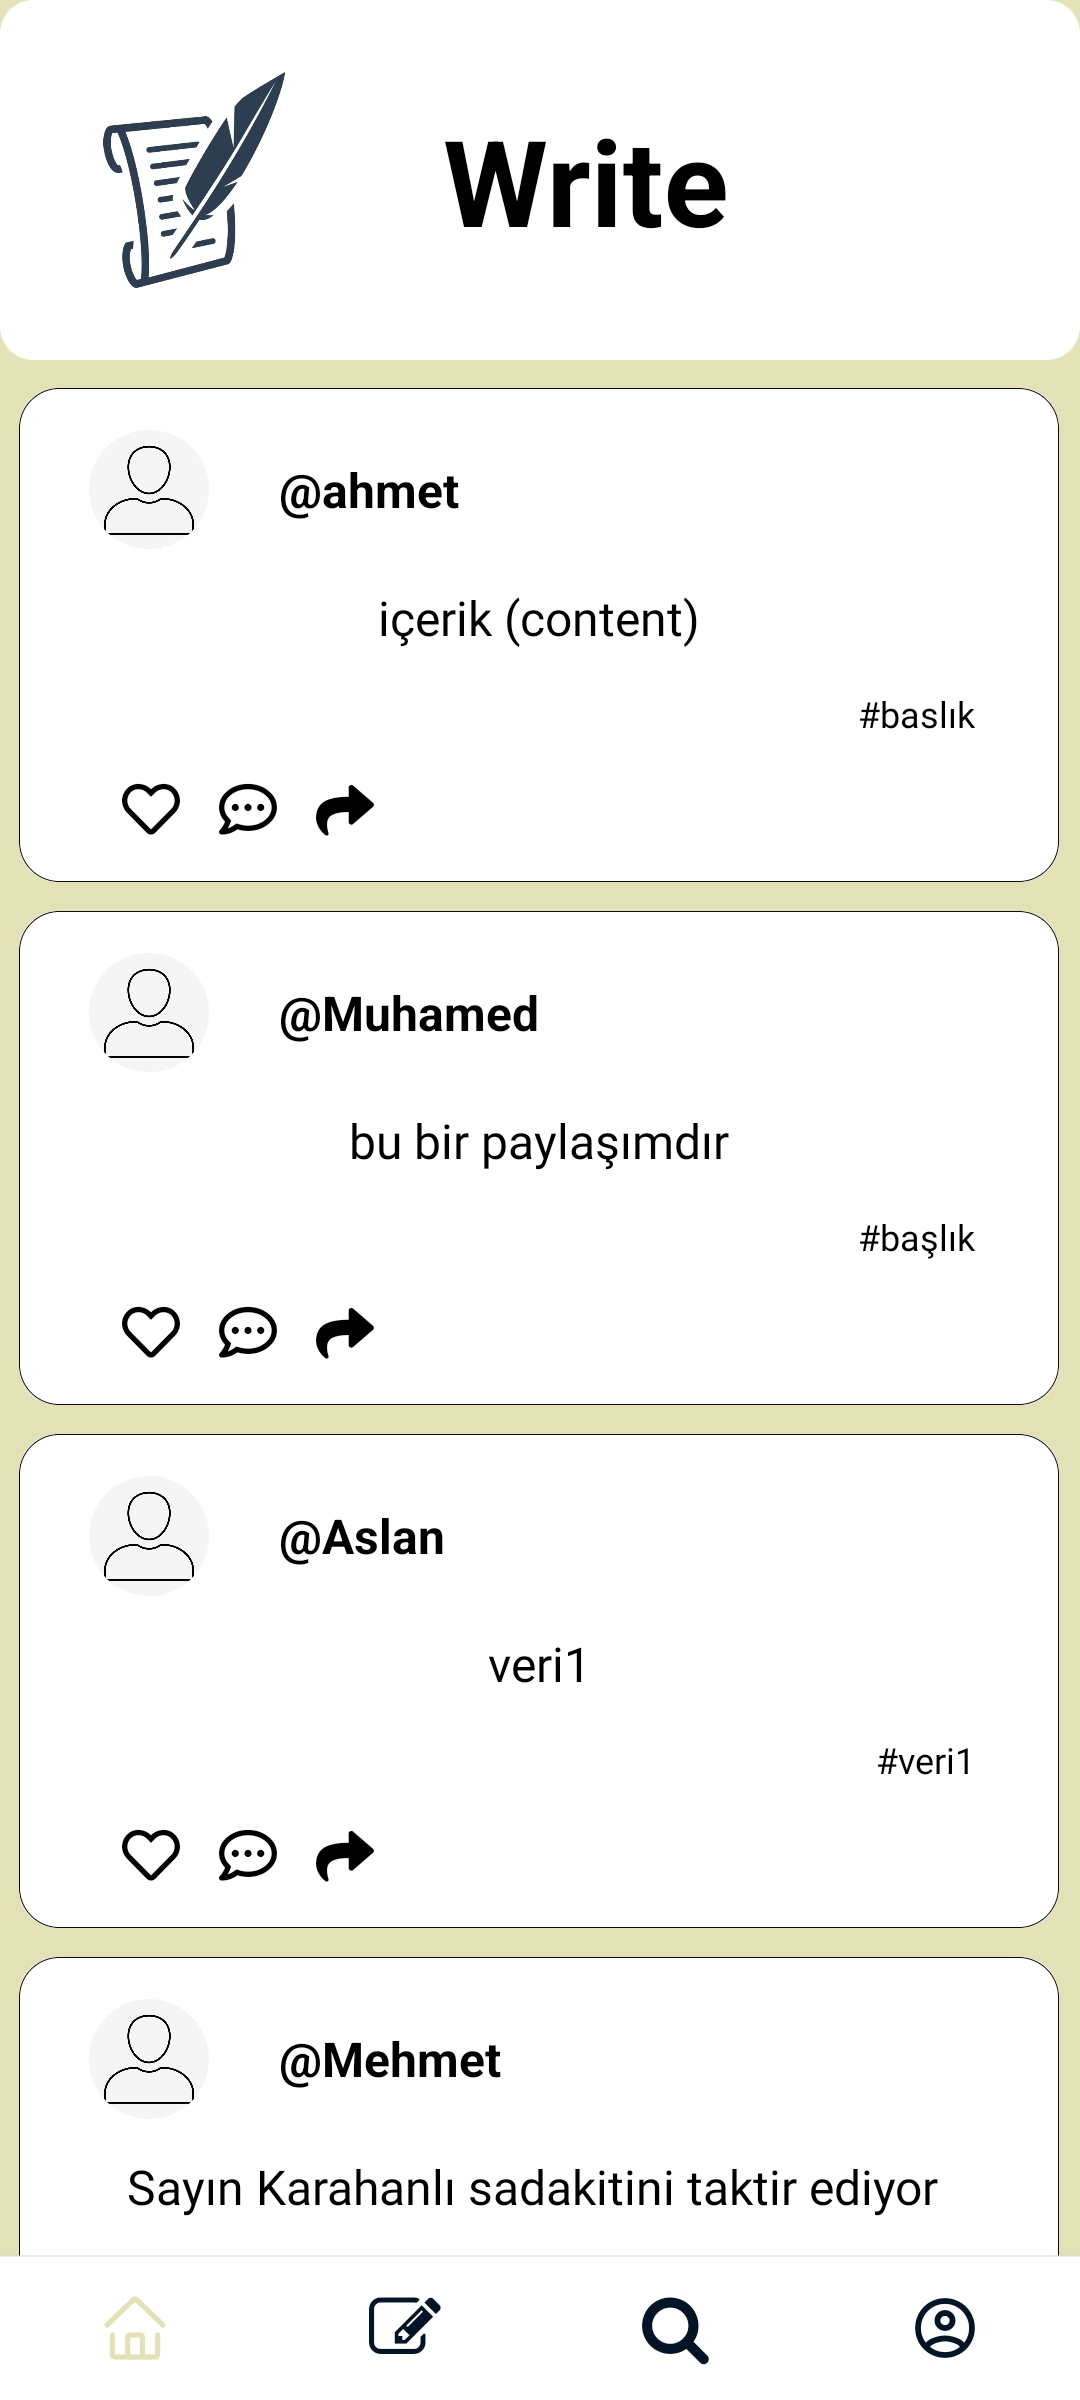 Write
@ahmet
içerik (content)
#baslık
@Muhamed
bu bir paylaşımdır
#başlık
@Aslan
veri1
#veri1
@Mehmet
Sayın Karahanlı sadakitini taktir ediyor